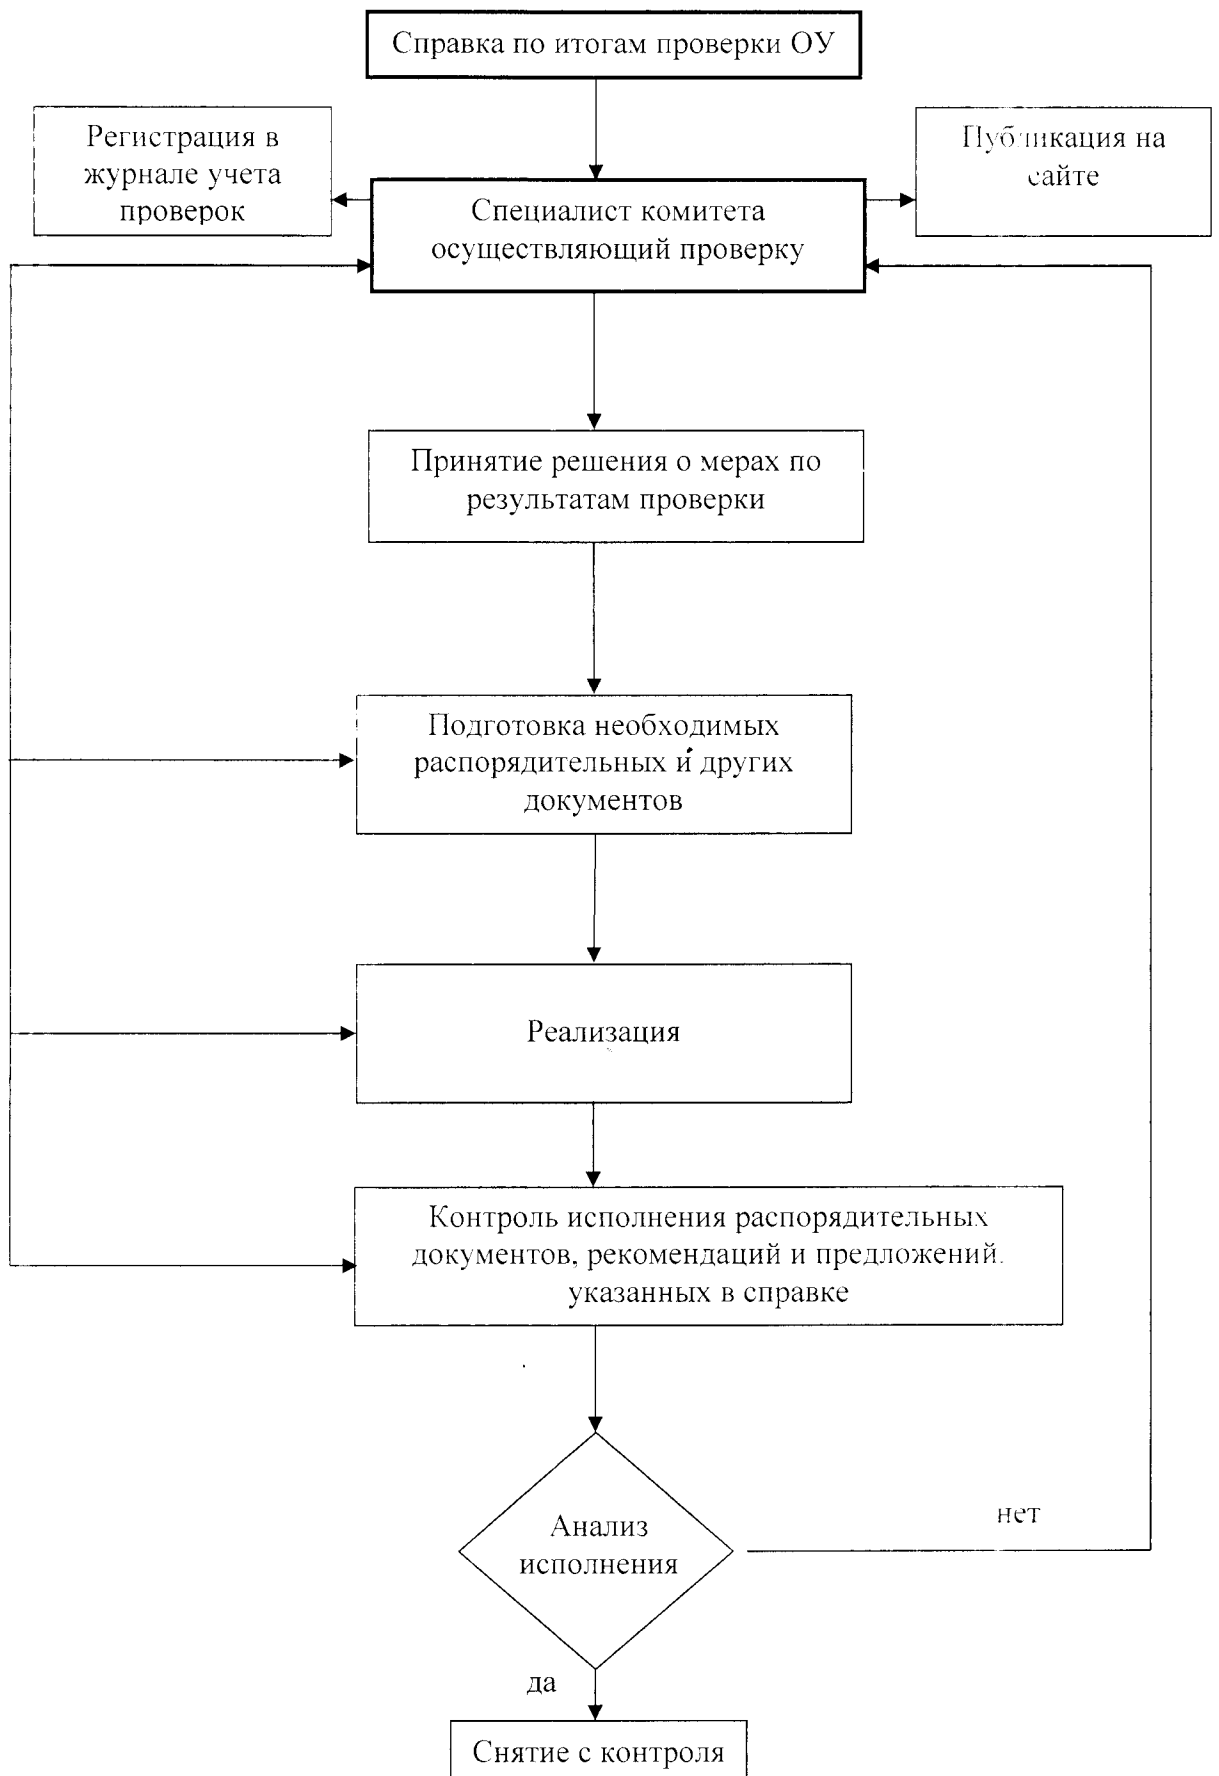 Справка по итогам проверки ОУ
Регистрация в
журнале учета
проверок
Публикация на
сайте
Специалист комитета
осуществляющий проверку
Принятие решения о мерах по
результатам проверки
Подготовка необходимых
распорядительных и других
документов
Реализация
Контроль исполнения распорядительных
документов, рекомендаций и предложений,
указанных в справке
Анализ
исполнения
нет
да
Снятие с контроля